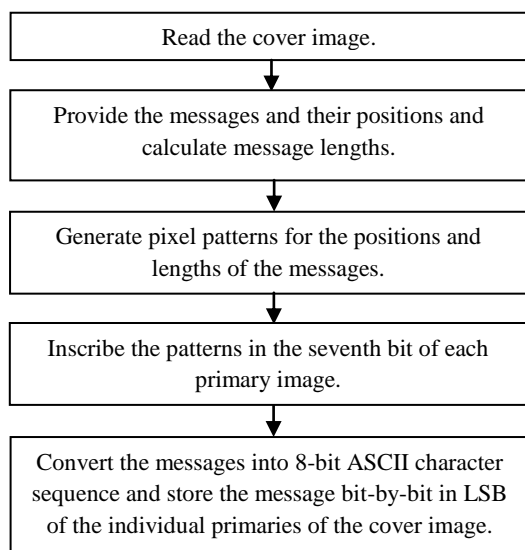 Read the cover image.
Provide the messages and their positions and
calculate message lengths.
Generate pixel patterns for the positions and
lengths of the messages.
Inscribe the patterns in the seventh bit of each
primary image.
Convert the messages into 8-bit ASCII character
sequence and store the message bit-by-bit in LSB
of the individual primaries of the cover image.